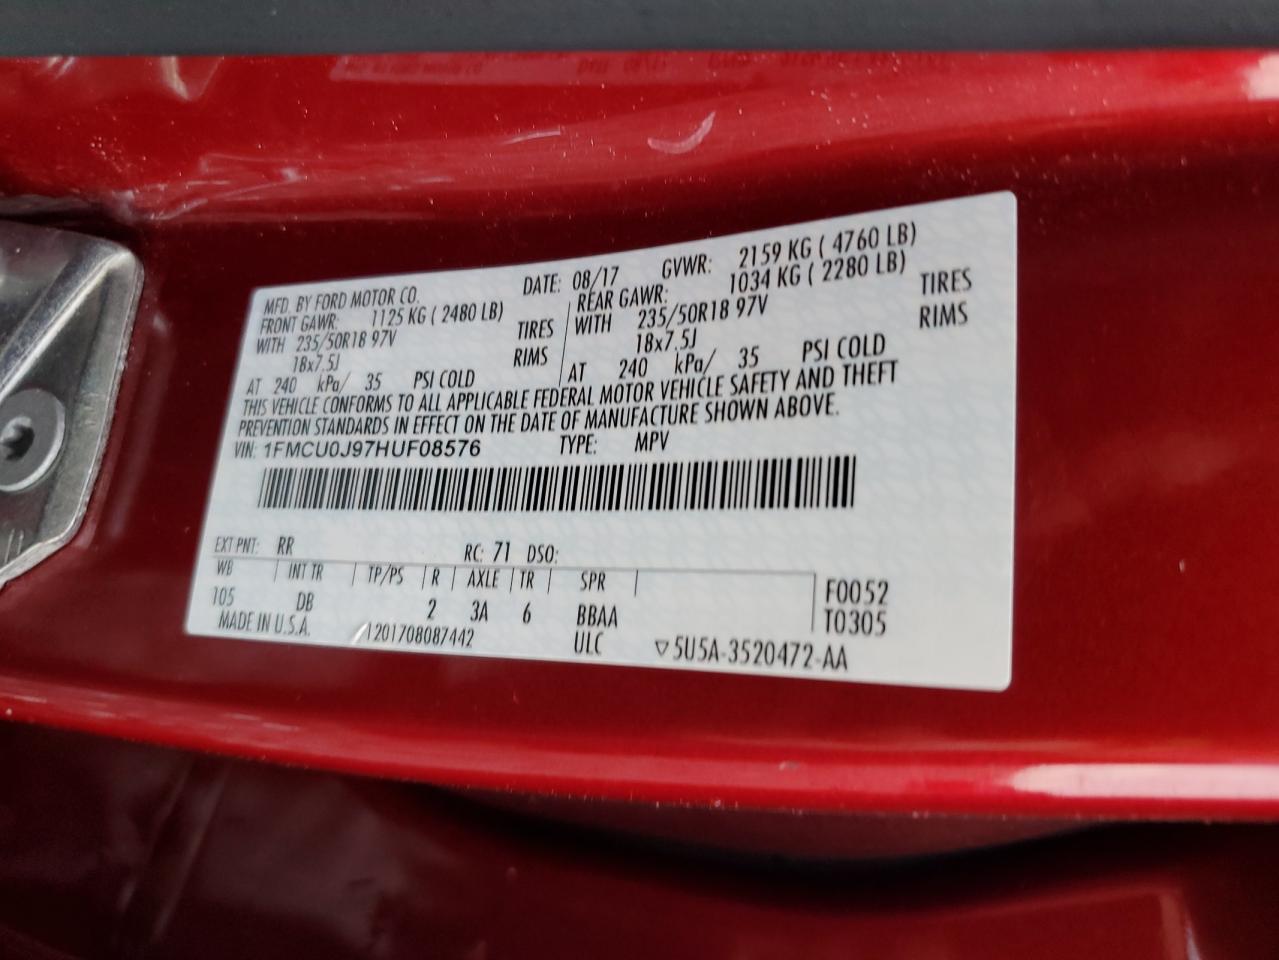 MFD. BY FORD MOTOR CO. DATE: 08/17 GVWR: 2159 KG ( 4760 LB)
FRONT GAWR: 1125 KG ( 2480 LB) REAR GAWR: 1034 KG ( 2280 LB)
WITH 235/50R18 97V TIRES WITH 235/50R18 97V TIRES
18x7.5J RIMS 18x7.5J RIMS
AT 240 kPa/ 35 PSI COLD AT 240 kPa/ 35 PSI COLD
THIS VEHICLE CONFORMS TO ALL APPLICABLE FEDERAL MOTOR VEHICLE SAFETY AND THEFT
PREVENTION STANDARDS IN EFFECT ON THE DATE OF MANUFACTURE SHOWN ABOVE.
VIN: 1FMCU0J97HUF08576 TYPE: MPV
EXT PNT: RR RC: 71 DSO:
WB INT TR TP/PS R AXLE TR SPR F0052
105 DB 2 3A 6 BBAA T0305
MADE IN U.S.A. 1201708087442 ULC ▽5U5A-3520472-AA